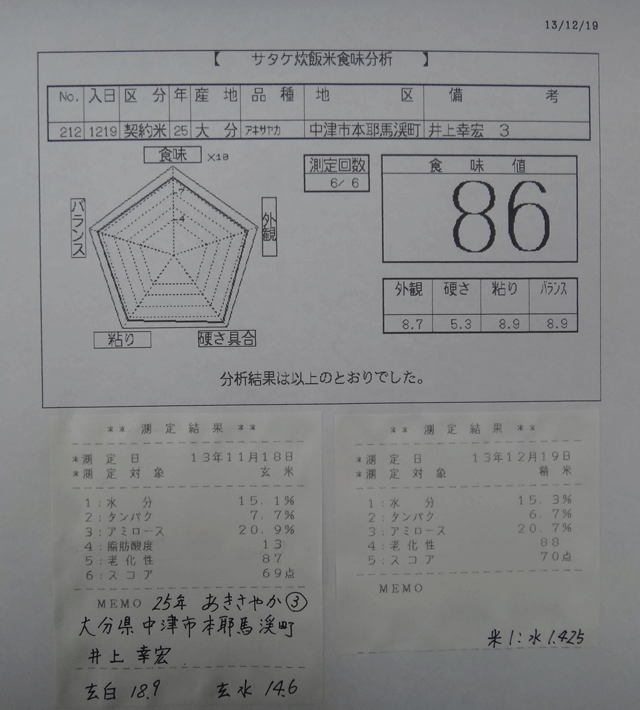 13/12/19
【 サタケ炊飯米食味分析 】
No. 入日 区分 年 産地 品種 地区 備考
212 1219 契約米 25 大分 アキサヤカ 中津市本耶馬渓町 井上幸宏 3
食味 ×10
7
4
バランス
外観
粘り
硬さ具合
測定回数
6/ 6
食味値
86
外観 硬さ 粘り バランス
8.7 5.3 8.9 8.9
分析結果は以上のとおりでした。
** 測定結果 **
*測定日 13年11月18日
*測定対象 玄米
1:水分 15.1%
2:タンパク 7.7%
3:アミロース 20.9%
4:脂肪酸度 13
5:老化性 87
6:スコア 69点
MEMO 25年 あきさやか③
大分県中津市本耶馬渓町
井上幸宏
玄白 18.9 玄水 14.6
** 測定結果 **
*測定日 13年12月19日
*測定対象 精米
1:水分 15.3%
2:タンパク 6.7%
3:アミロース 20.7%
4:老化性 88
5:スコア 70点
MEMO
米1:水1.425